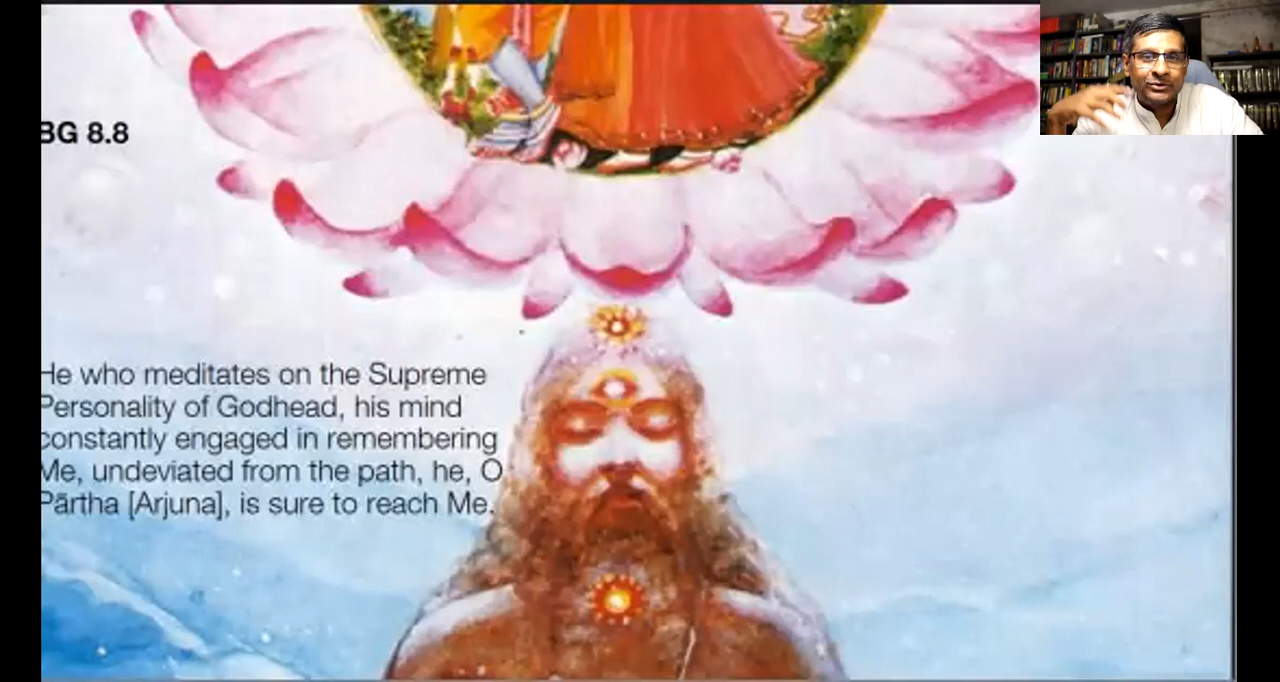 BG 8.8
He who meditates on the Supreme
Personality of Godhead, his mind
constantly engaged in remembering
Me, undeviated from the path, he, O
Pārtha [Arjuna], is sure to reach Me.